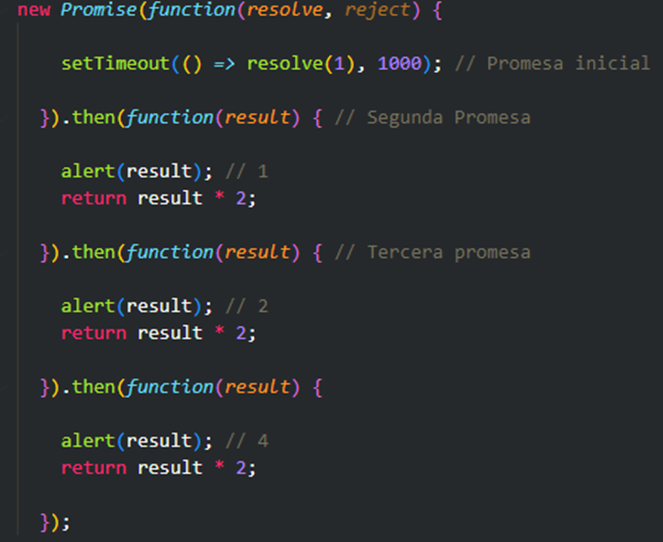 new Promise(function(resolve, reject) {
setTimeout(() => resolve(1), 1000); // Promesa inicial
}).then(function(result) { // Segunda Promesa
alert(result); // 1
return result * 2;
}).then(function(result) { // Tercera promesa
alert(result); // 2
return result * 2;
}).then(function(result) {
alert(result); // 4
return result * 2;
});